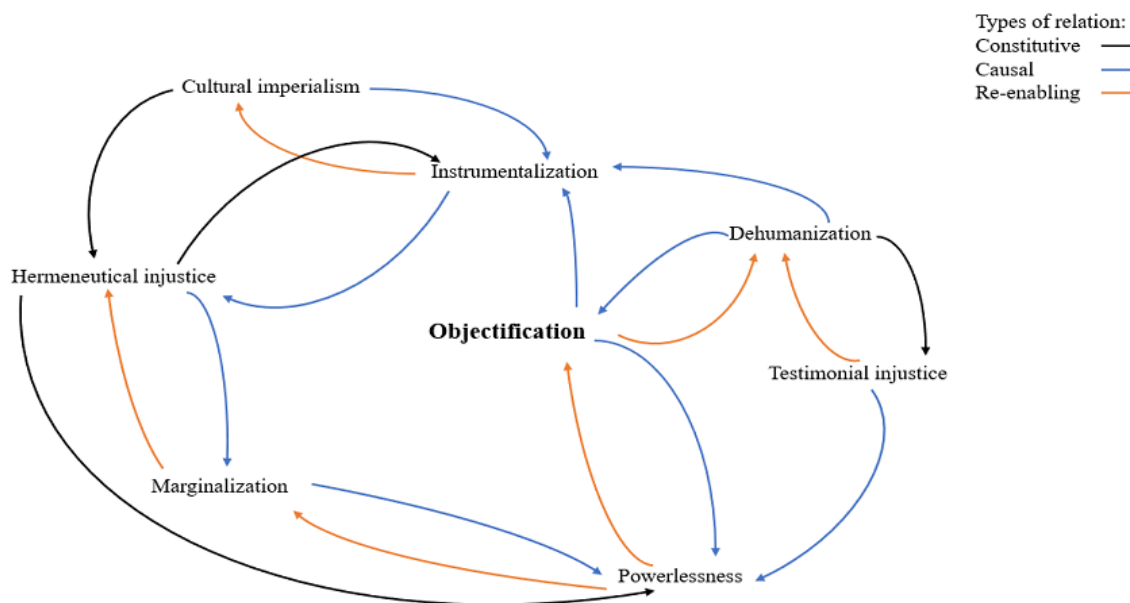 Types of relation:
Constitutive
Causal
Re-enabling
Cultural imperialism
Instrumentalization
Dehumanization
Hermeneutical injustice
Objectification
Testimonial injustice
Marginalization
Powerlessness